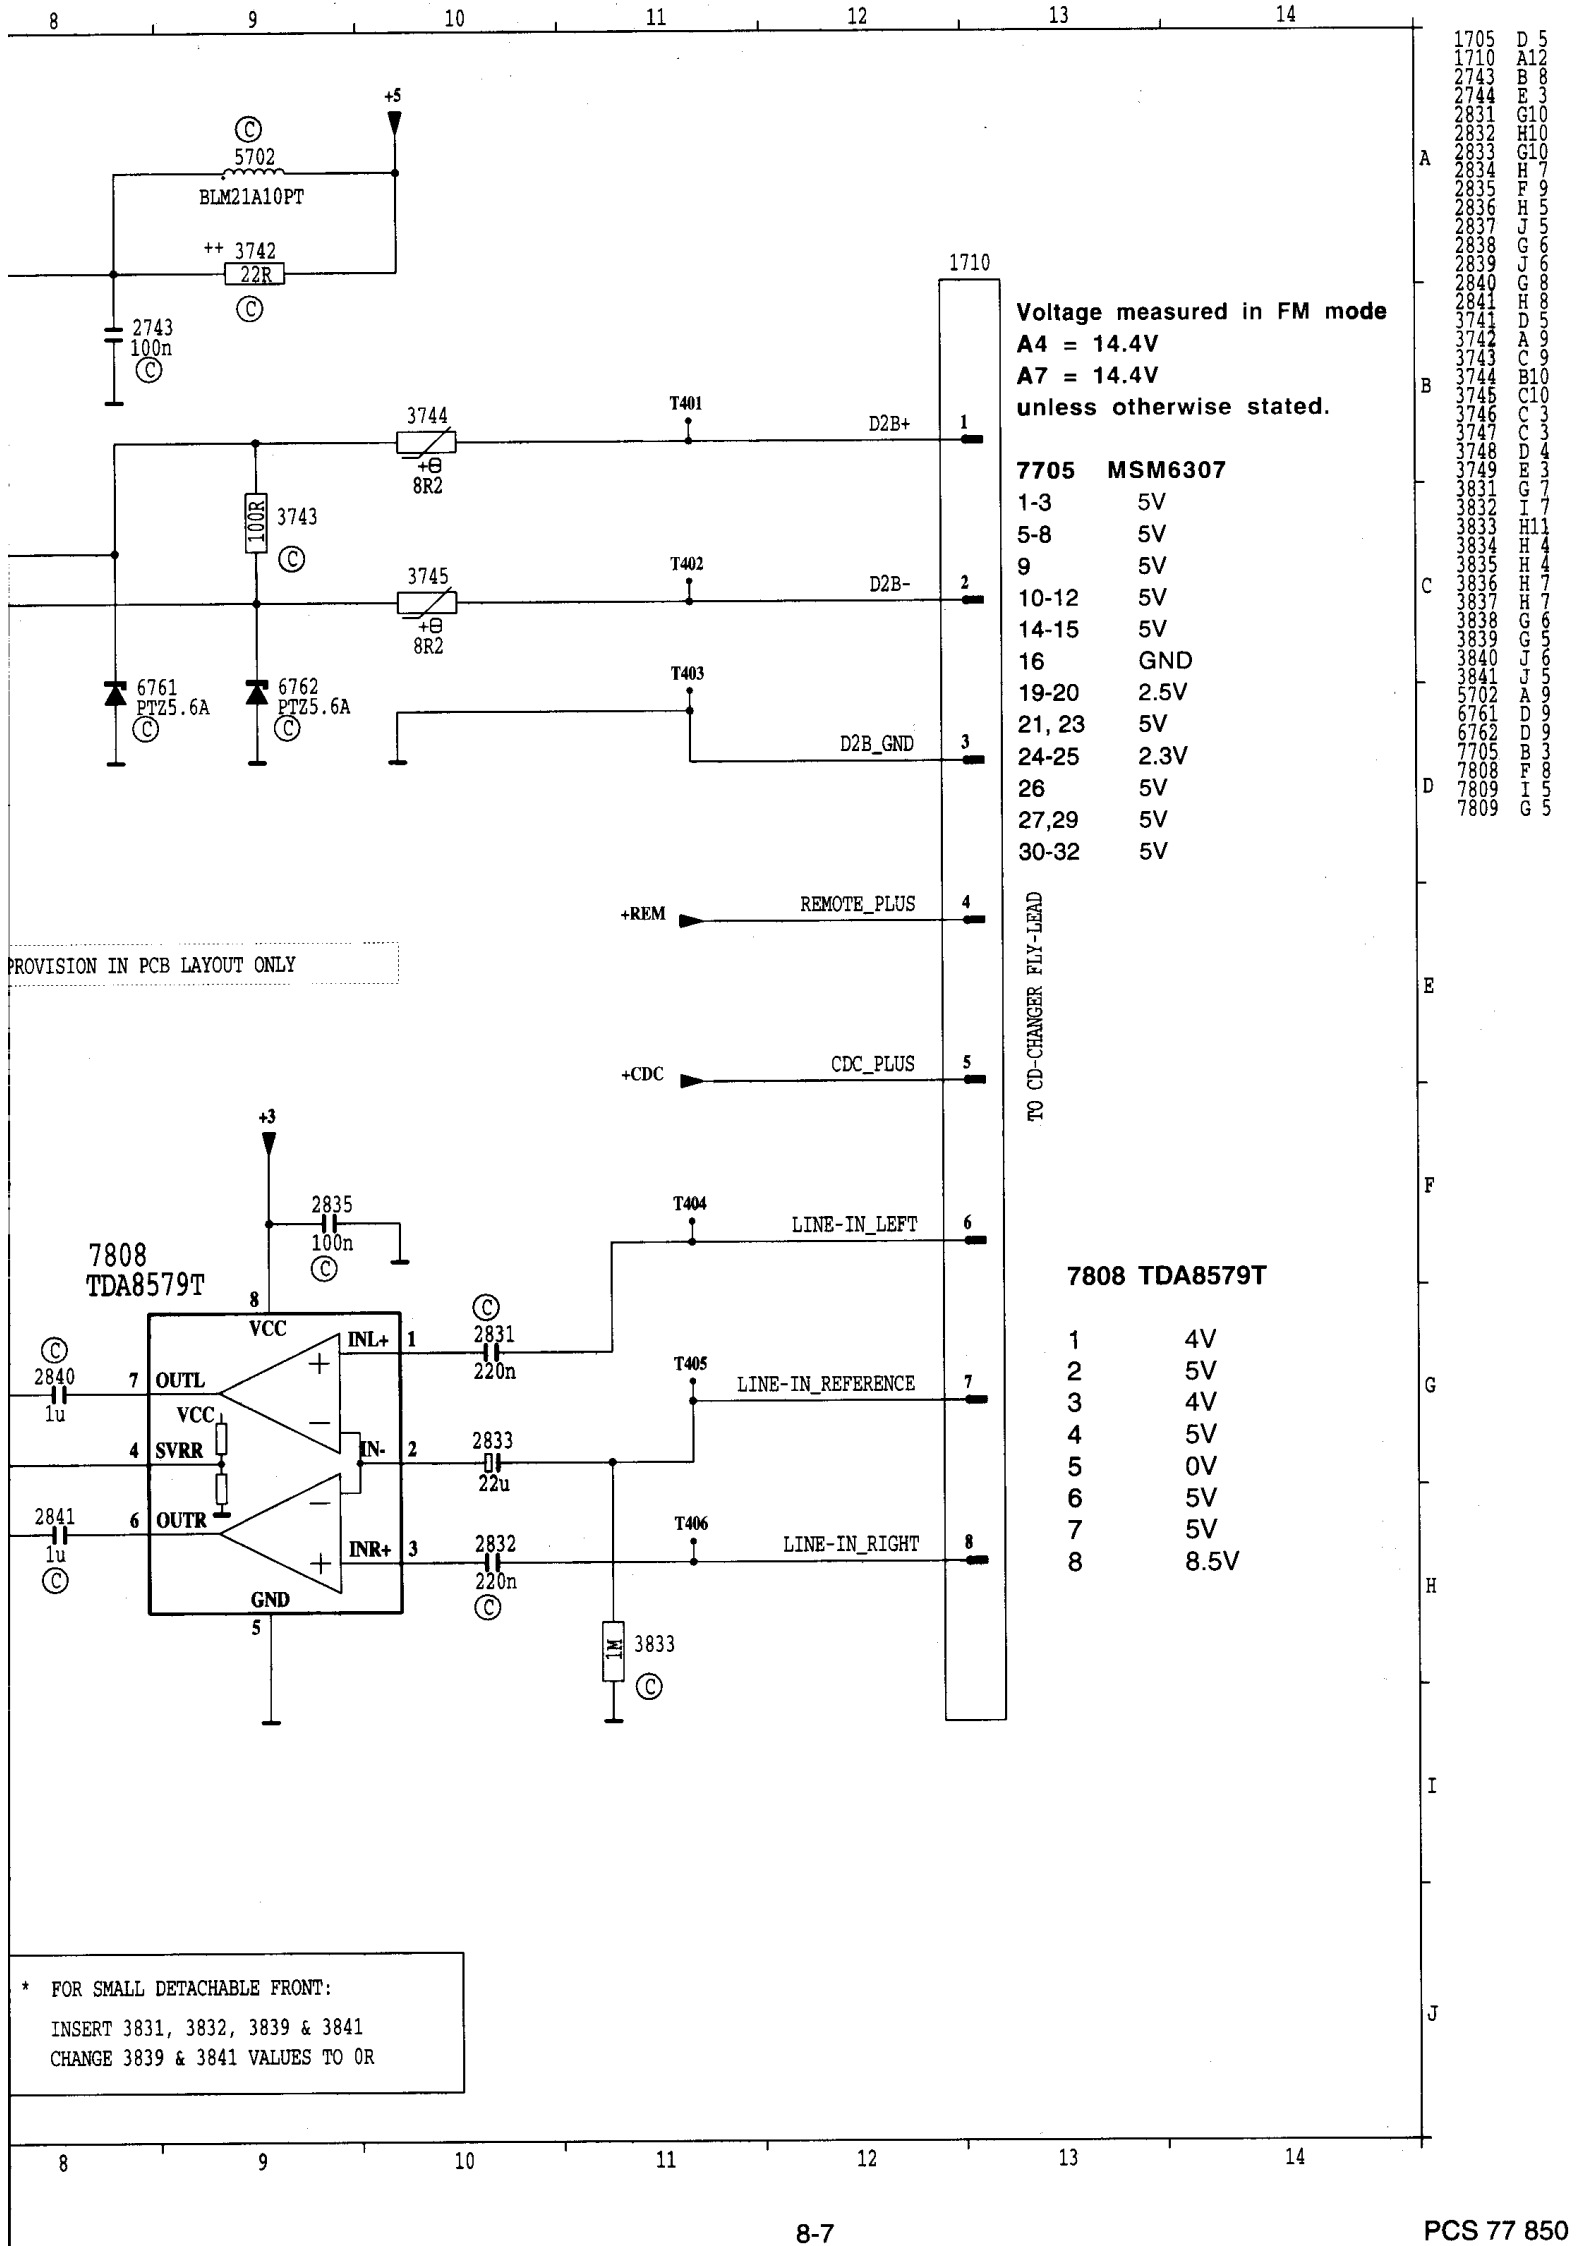 8 9 10 11 12 13 14
1705 D 5
1710 A12
2743 B 8
2744 E 3
2831 G10
2832 H10
2833 G10
2834 H 7
2835 F 9
2836 H 5
2837 J 5
2838 G 6
2839 J 6
2840 G 8
2841 H 8
3741 D 5
3742 A 9
3743 C 9
3744 B10
3745 C10
3746 C 3
3747 C 3
3748 D 4
3749 E 3
3831 G 7
3832 I 7
3833 H11
3834 H 4
3835 H 4
3836 H 7
3837 H 7
3838 G 6
3839 G 5
3840 J 6
3841 J 5
5702 A 9
6761 D 9
6762 D 9
7705 B 3
7808 F 8
7809 I 5
7809 G 5
A
B
C
D
E
F
G
H
I
J
+5
C
5702
BLM21A10PT
++ 3742
22R
C
2743
100n
C
1710
Voltage measured in FM mode
A4 = 14.4V
A7 = 14.4V
unless otherwise stated.
3744
+θ
8R2
T401
D2B+
1
100R
3743
C
3745
+θ
8R2
T402
D2B-
2
6761
PTZ5.6A
C
6762
PTZ5.6A
C
T403
D2B_GND
3
7705 MSM6307
1-3 5V
5-8 5V
9 5V
10-12 5V
14-15 5V
16 GND
19-20 2.5V
21, 23 5V
24-25 2.3V
26 5V
27,29 5V
30-32 5V
+REM
REMOTE_PLUS
4
PROVISION IN PCB LAYOUT ONLY
+CDC
CDC_PLUS
5
TO CD-CHANGER FLY-LEAD
+3
2835
100n
C
7808
TDA8579T
T404
LINE-IN_LEFT
6
8
VCC
INL+ 1
C
2831
220n
C
2840
1u
7 OUTL
VCC
T405
LINE-IN_REFERENCE
7
4 SVRR
IN- 2
2833
22u
2841
1u
C
6 OUTR
INR+ 3
2832
220n
C
T406
LINE-IN_RIGHT
8
GND
5
1M
3833
C
7808 TDA8579T
1 4V
2 5V
3 4V
4 5V
5 0V
6 5V
7 5V
8 8.5V
* FOR SMALL DETACHABLE FRONT:
INSERT 3831, 3832, 3839 & 3841
CHANGE 3839 & 3841 VALUES TO 0R
8 9 10 11 12 13 14
8-7
PCS 77 850